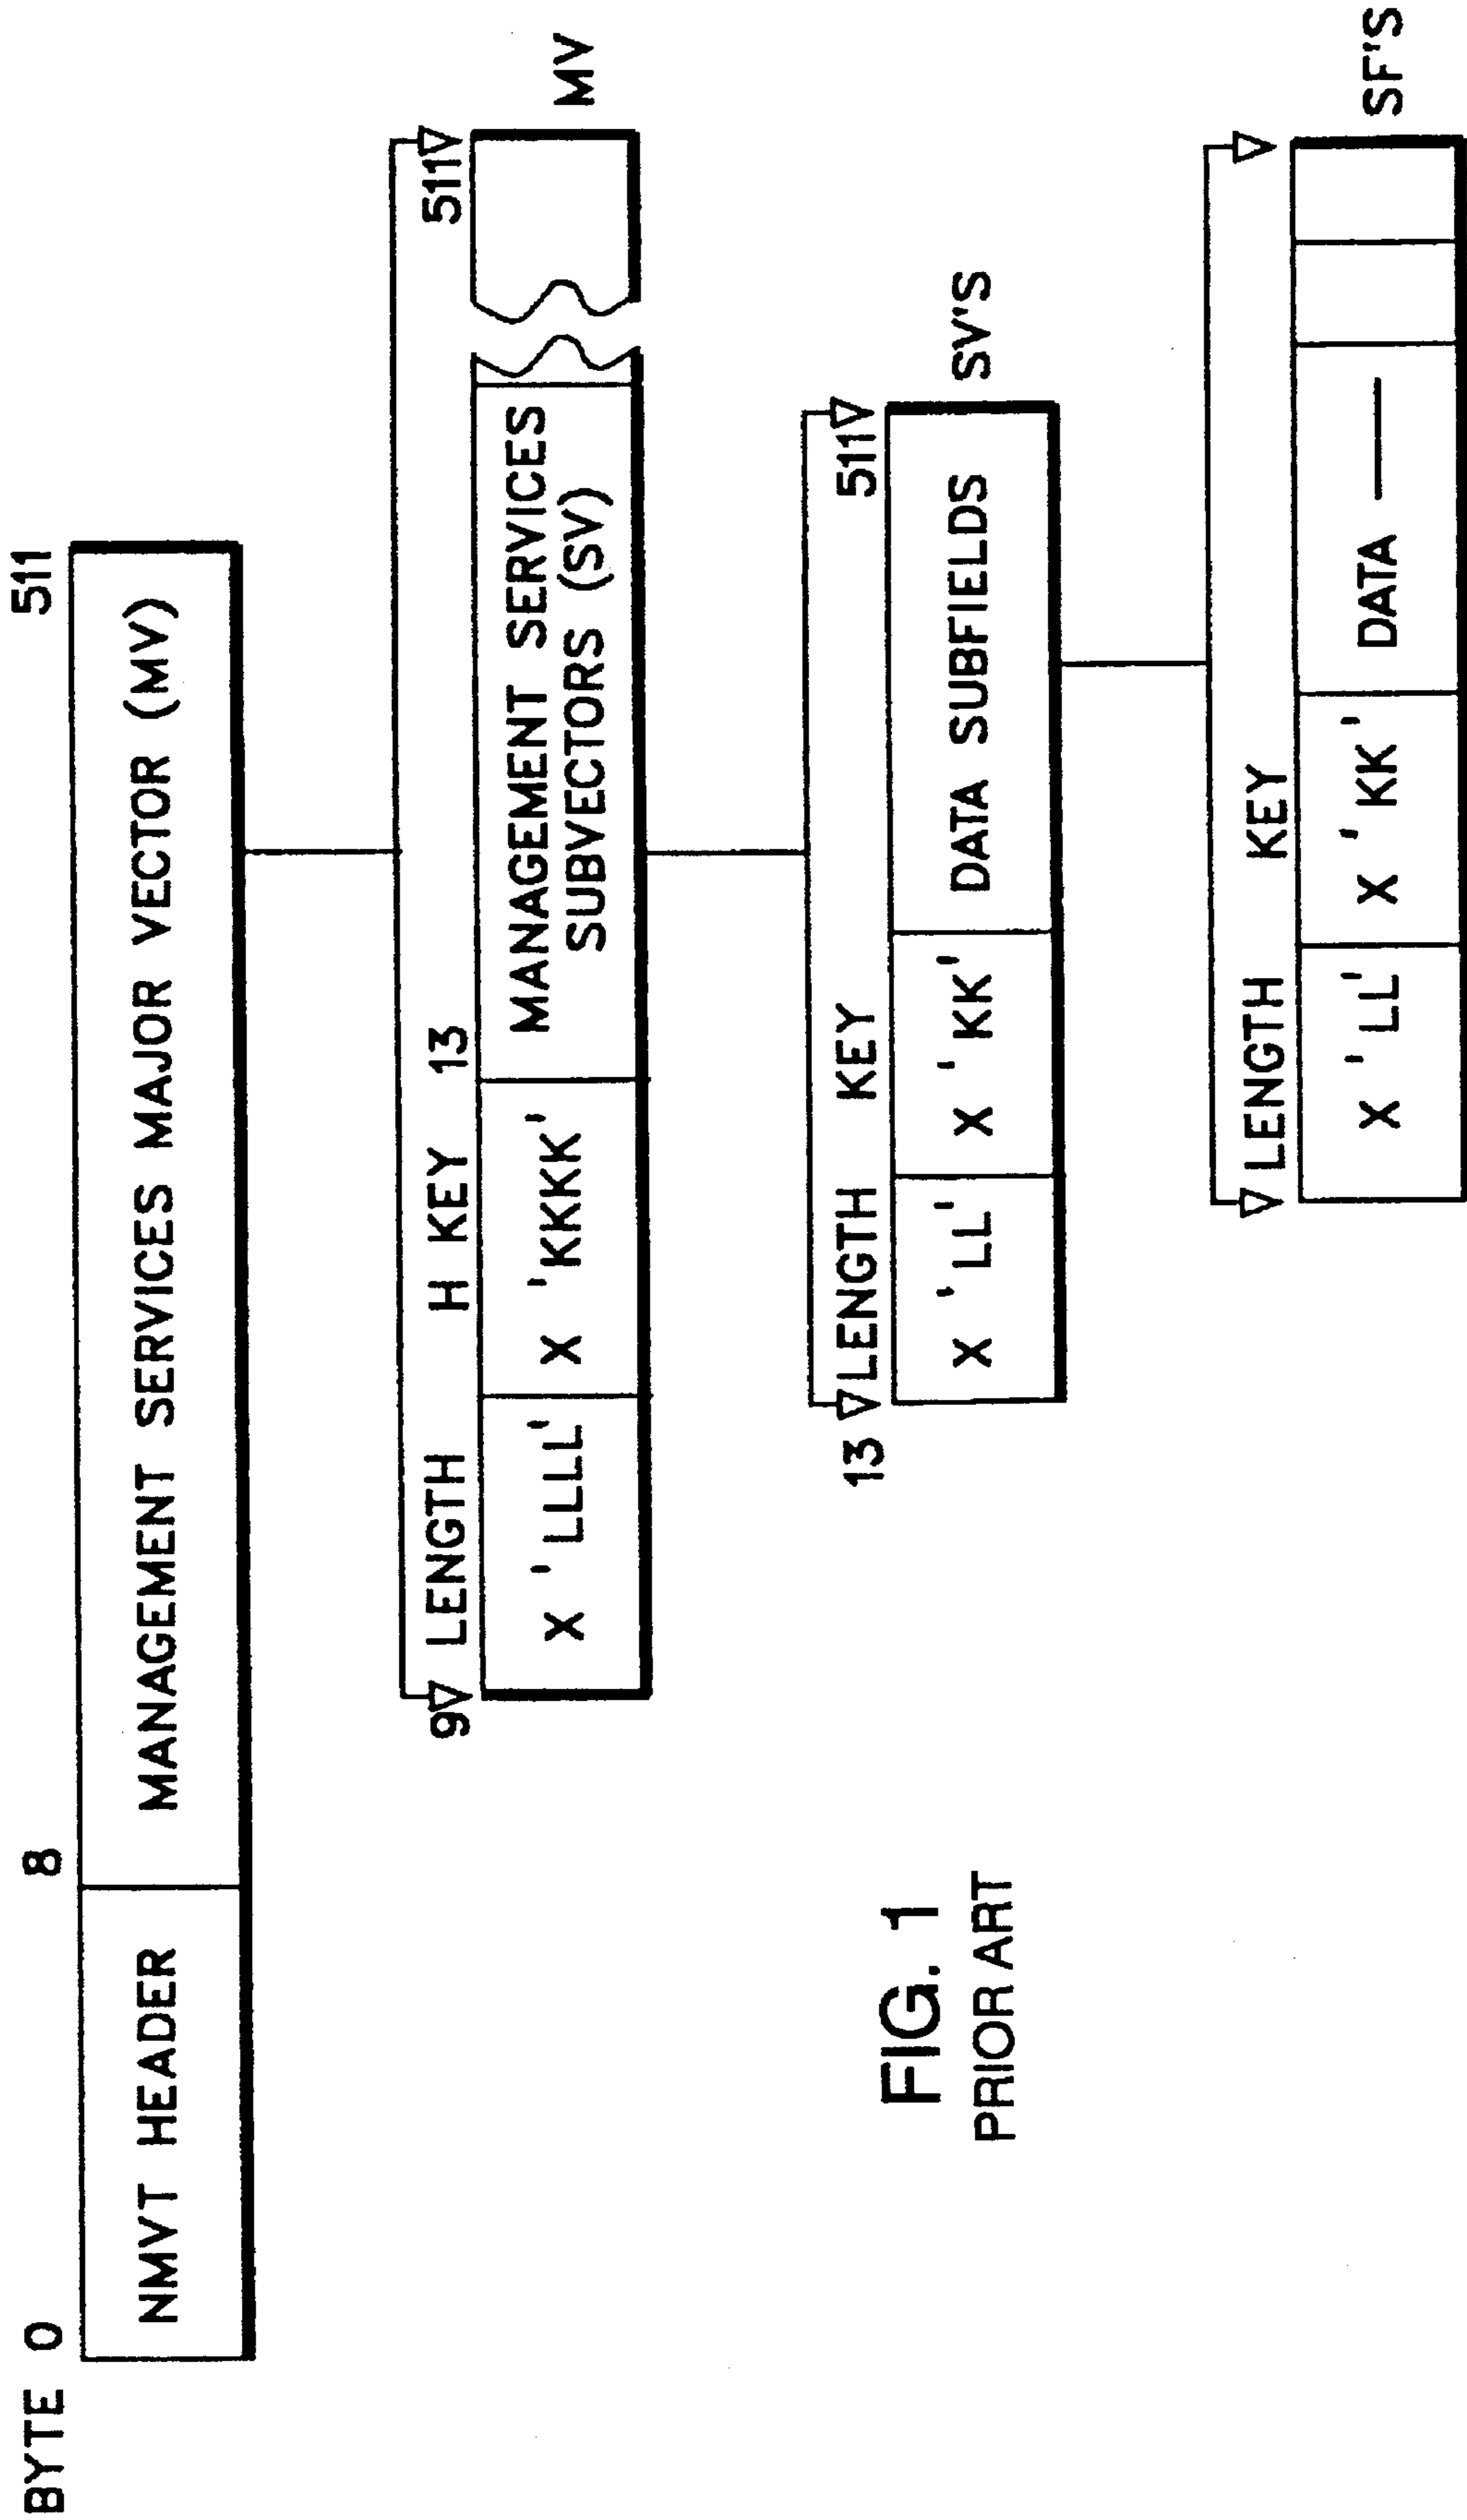 BYTE 0 8 511
NMVT HEADER MANAGEMENT SERVICES MAJOR VECTOR (MV)
9 LENGTH H KEY 13 511
X 'LLLL' X 'KKKK' MANAGEMENT SERVICES
SUBVECTORS (SV)
MV
13 LENGTH KEY 511
X 'LL' X 'KK' DATA SUBFIELDS SV'S
LENGTH KEY
X 'LL' X 'KK' DATA SF'S
FIG. 1
PRIOR ART